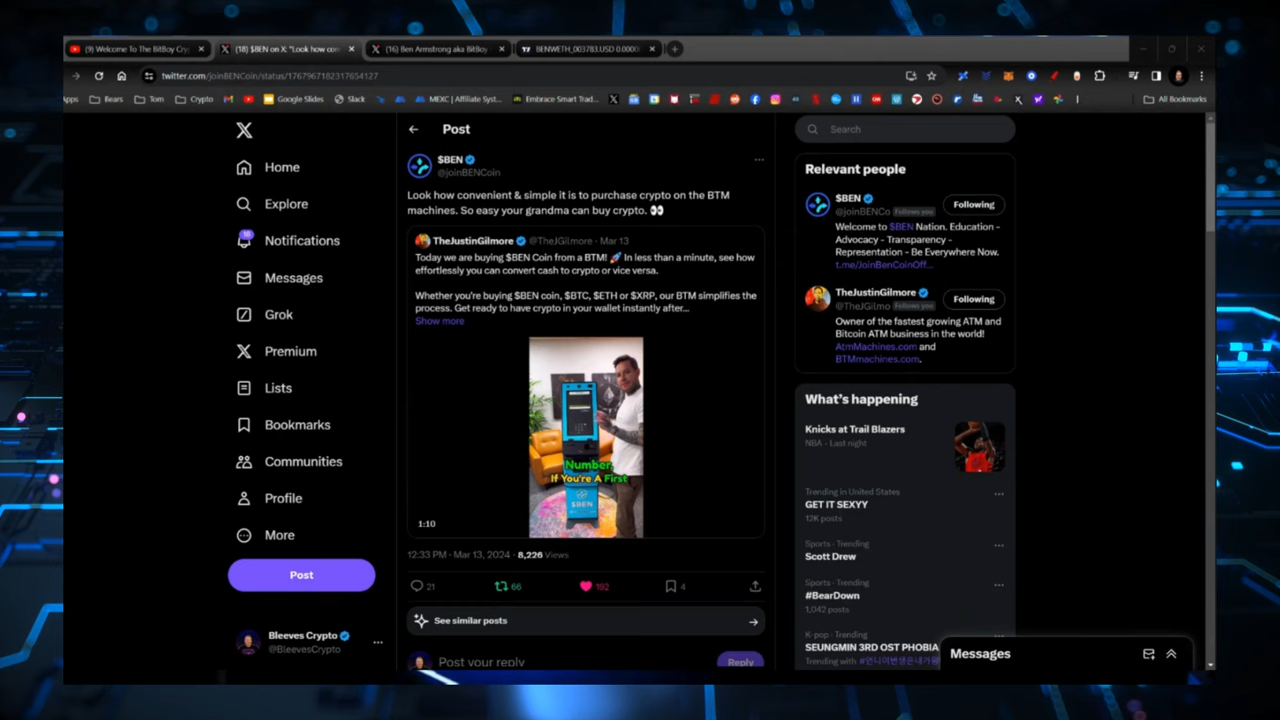 (9) Welcome To The BitBoy Cry
(18) $BEN on X: "Look how con
(16) Ben Armstrong aka BitBoy
BENWETH_003783.USD 0.0000
twitter.com/joinBENCoin/status/1767967182317654127
Apps
Bears
Tom
Crypto
Google Slides
Slack
MEXC | Affiliate Syst...
Embrace Smart Trad...
All Bookmarks
Home
Explore
18
Notifications
Messages
Grok
Premium
Lists
Bookmarks
Communities
Profile
More
Post
Bleeves Crypto
@BleevesCrypto
Post
$BEN
@joinBENCoin
Look how convenient & simple it is to purchase crypto on the BTM
machines. So easy your grandma can buy crypto. 👀
TheJustinGilmore @TheJGilmore · Mar 13
Today we are buying $BEN Coin from a BTM! 🚀 In less than a minute, see how
effortlessly you can convert cash to crypto or vice versa.
Whether you're buying $BEN coin, $BTC, $ETH or $XRP, our BTM simplifies the
process. Get ready to have crypto in your wallet instantly after...
Show more
Number,
If You're A First
$BEN
1:10
12:33 PM · Mar 13, 2024 · 8,226 Views
21
66
192
4
See similar posts
Post your reply
Reply
Search
Relevant people
$BEN
Following
@joinBENCo Follows you
Welcome to $BEN Nation. Education -
Advocacy - Transparency -
Representation - Be Everywhere Now.
t.me/JoinBenCoinOff...
TheJustinGilmore
Following
@TheJGilmo Follows you
Owner of the fastest growing ATM and
Bitcoin ATM business in the world!
AtmMachines.com and
BTMmachines.com.
What's happening
Knicks at Trail Blazers
NBA · Last night
Trending in United States
GET IT SEXYY
12K posts
Sports · Trending
Scott Drew
Sports · Trending
#BearDown
1,042 posts
K-pop · Trending
SEUNGMIN 3RD OST PHOBIA
Trending with
Messages